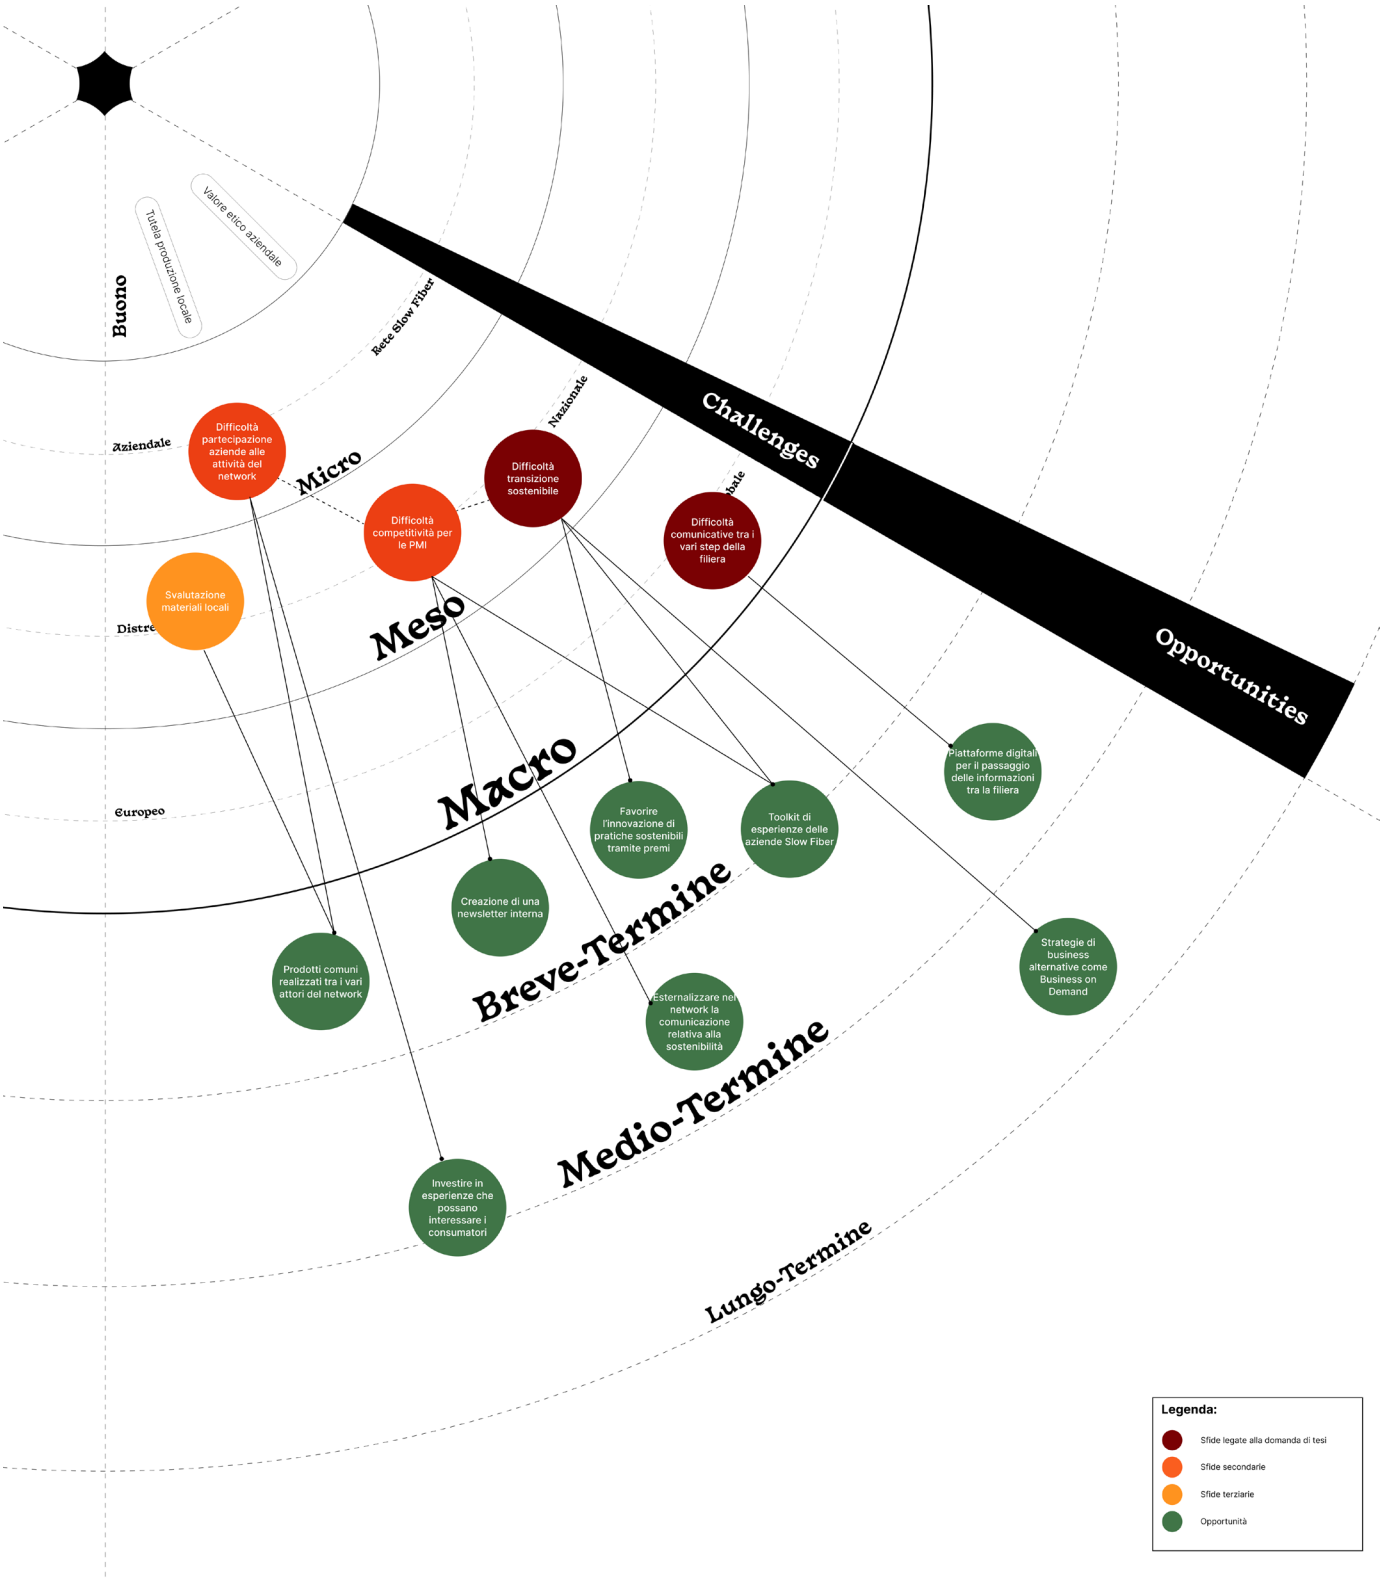 Valore etico aziendale
Tutela produzione locale
Buono
Rete Slow Fiber
Aziendale
Micro
Nazionale
Challenges
Opportunities
Difficoltà
partecipazione
aziende alle
attività del
network
Difficoltà
competitività per
le PMI
Difficoltà
transizione
sostenibile
Difficoltà
comunicative tra i
vari step della
filiera
Svalutazione
materiali locali
Meso
Europeo
Macro
Piattaforme digitali
per il passaggio
delle informazioni
tra la filiera
Favorire
l'innovazione di
pratiche sostenibili
tramite premi
Toolkit di
esperienze delle
aziende Slow Fiber
Creazione di una
newsletter interna
Breve-Termine
Prodotti comuni
realizzati tra i vari
attori del network
Strategie di
business
alternative come
Business on
Demand
Esternalizzare nel
network la
comunicazione
relativa alla
sostenibilità
Medio-Termine
Investire in
esperienze che
possano
interessare i
consumatori
Lungo-Termine
Legenda:
Sfide legate alla domanda di tesi
Sfide secondarie
Sfide terziarie
Opportunità